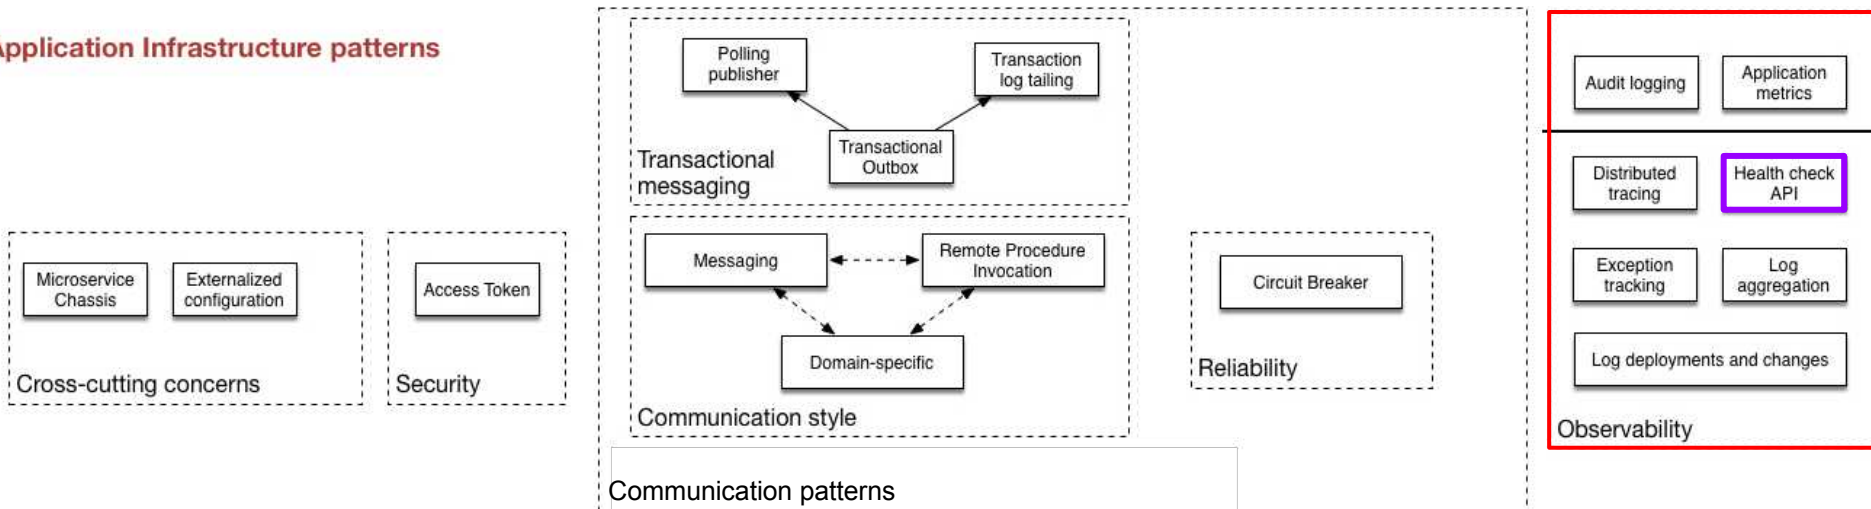 Application Infrastructure patterns
Polling
publisher
Transaction
log tailing
Transactional
Outbox
Transactional
messaging
Messaging
Remote Procedure
Invocation
Domain-specific
Communication style
Communication patterns
Microservice
Chassis
Externalized
configuration
Cross-cutting concerns
Access Token
Security
Circuit Breaker
Reliability
Audit logging
Application
metrics
Distributed
tracing
Health check
API
Exception
tracking
Log
aggregation
Log deployments and changes
Observability